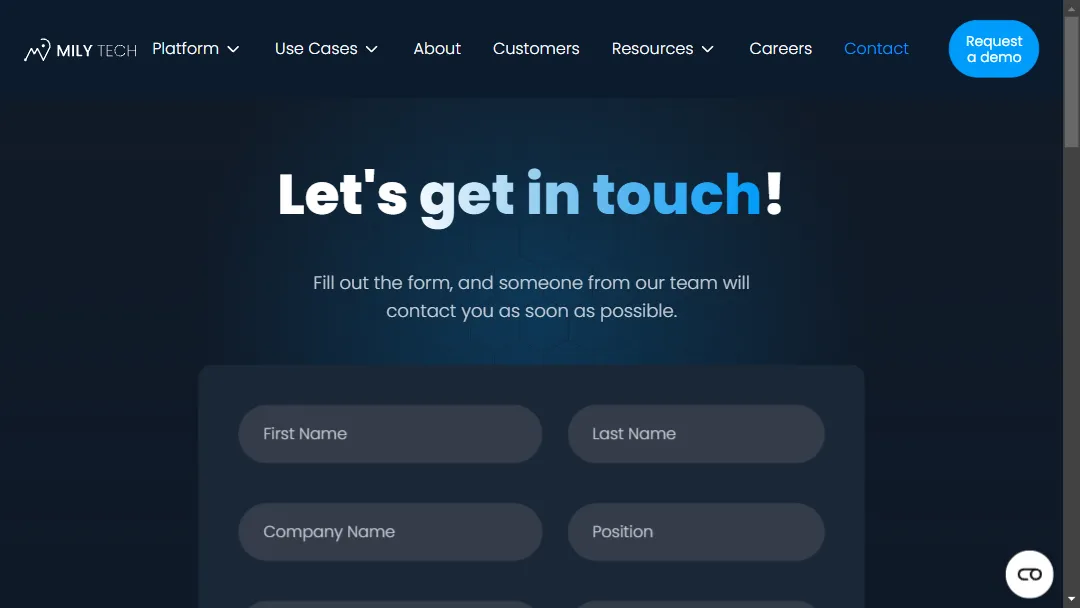 MILY TECH
Platform
Use Cases
About
Customers
Resources
Careers
Contact
Request
a demo
Let's get in touch!
Fill out the form, and someone from our team will
contact you as soon as possible.
First Name
Last Name
Company Name
Position